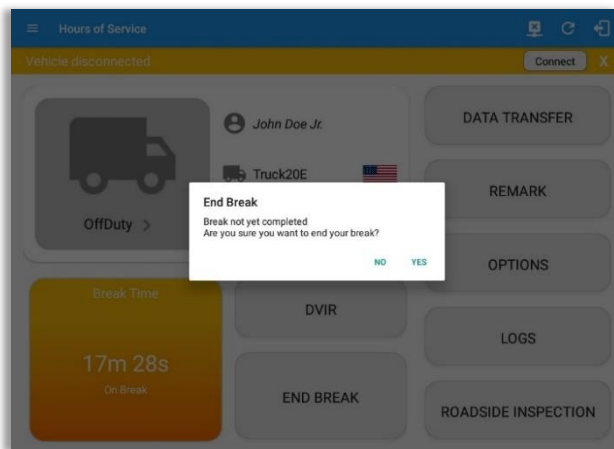 Hours of Service
Vehicle disconnected
Connect
X
John Doe Jr.
Truck20E
OffDuty >
DATA TRANSFER
REMARK
OPTIONS
LOGS
ROADSIDE INSPECTION
End Break
Break not yet completed
Are you sure you want to end your break?
NO YES
Break Time
17m 28s
On Break
DVIR
END BREAK